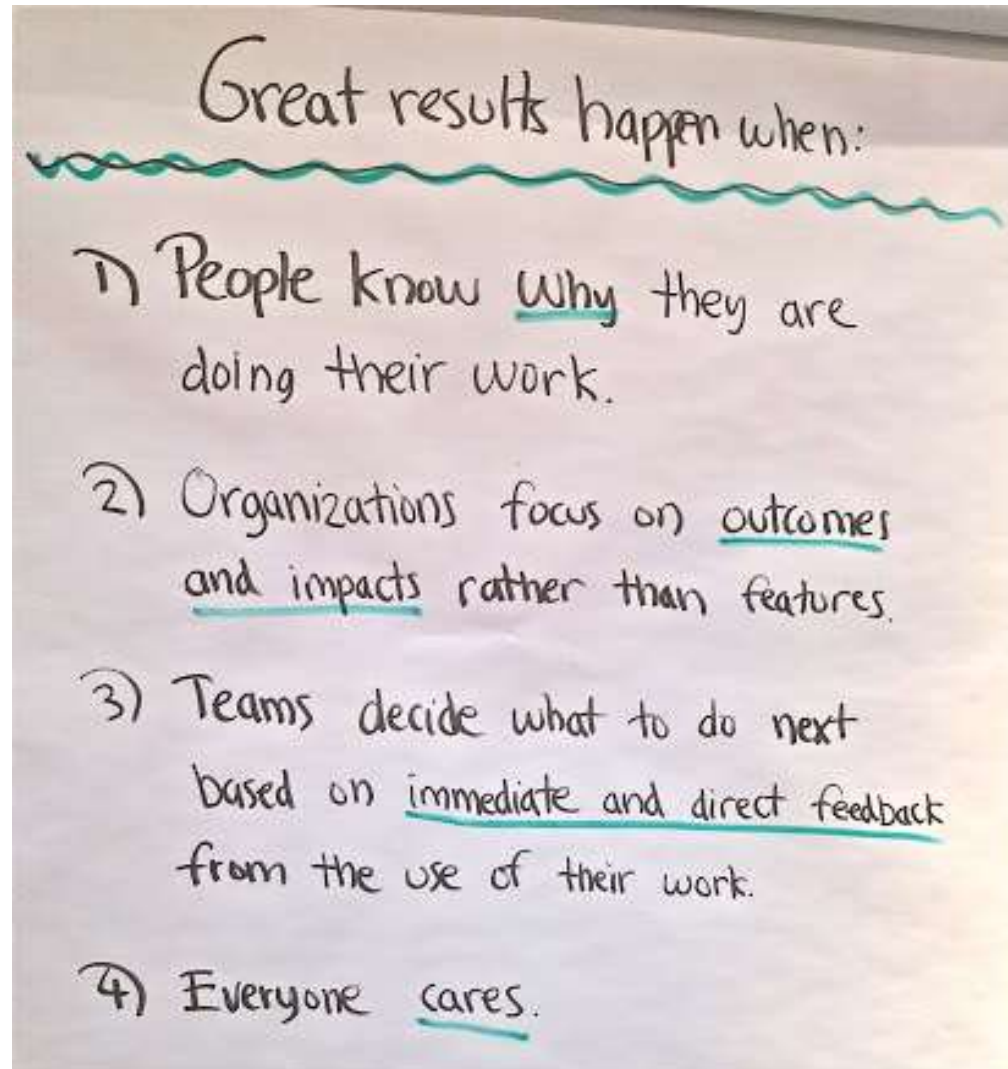 Great results happen when:
1) People know why they are
doing their work.
2) Organizations focus on outcomes
and impacts rather than features.
3) Teams decide what to do next
based on immediate and direct feedback
from the use of their work.
4) Everyone cares.